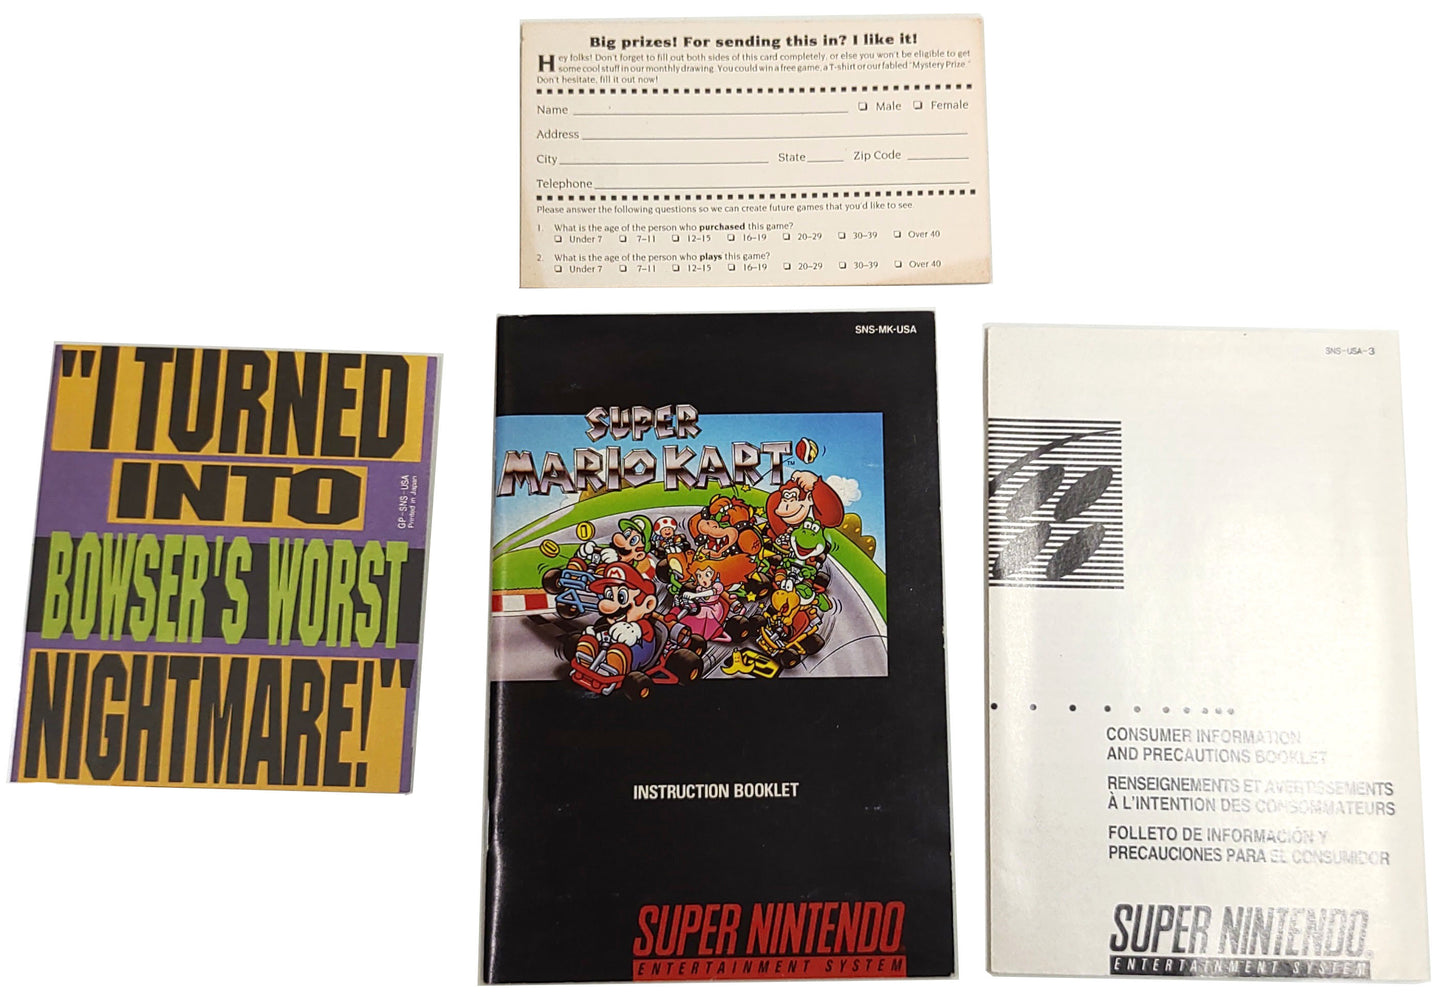 Big prizes! For sending this in? I like it!
Hey folks! Don't forget to fill out both sides of this card completely, or else you won't be eligible to get
some cool stuff in our monthly drawing. You could win a free game, a T-shirt or our fabled "Mystery Prize."
Don't hesitate, fill it out now!
Name ❏ Male ❏ Female
Address
City State Zip Code
Telephone
Please answer the following questions so we can create future games that you'd like to see.
1. What is the age of the person who purchased this game?
❏ Under 7 ❏ 7-11 ❏ 12-15 ❏ 16-19 ❏ 20-29 ❏ 30-39 ❏ Over 40
2. What is the age of the person who plays this game?
❏ Under 7 ❏ 7-11 ❏ 12-15 ❏ 16-19 ❏ 20-29 ❏ 30-39 ❏ Over 40
"I TURNED
INTO
BOWSER'S WORST
NIGHTMARE!"
GP-SNS-USA
Printed in Japan
SNS-MK-USA
SUPER
MARIO KART™
INSTRUCTION BOOKLET
SUPER NINTENDO
ENTERTAINMENT SYSTEM
SNS-USA-3
CONSUMER INFORMATION
AND PRECAUTIONS BOOKLET
RENSEIGNEMENTS ET AVERTISSEMENTS
À L'INTENTION DES CONSOMMATEURS
FOLLETO DE INFORMACIÓN Y
PRECAUCIONES PARA EL CONSUMIDOR
SUPER NINTENDO
ENTERTAINMENT SYSTEM